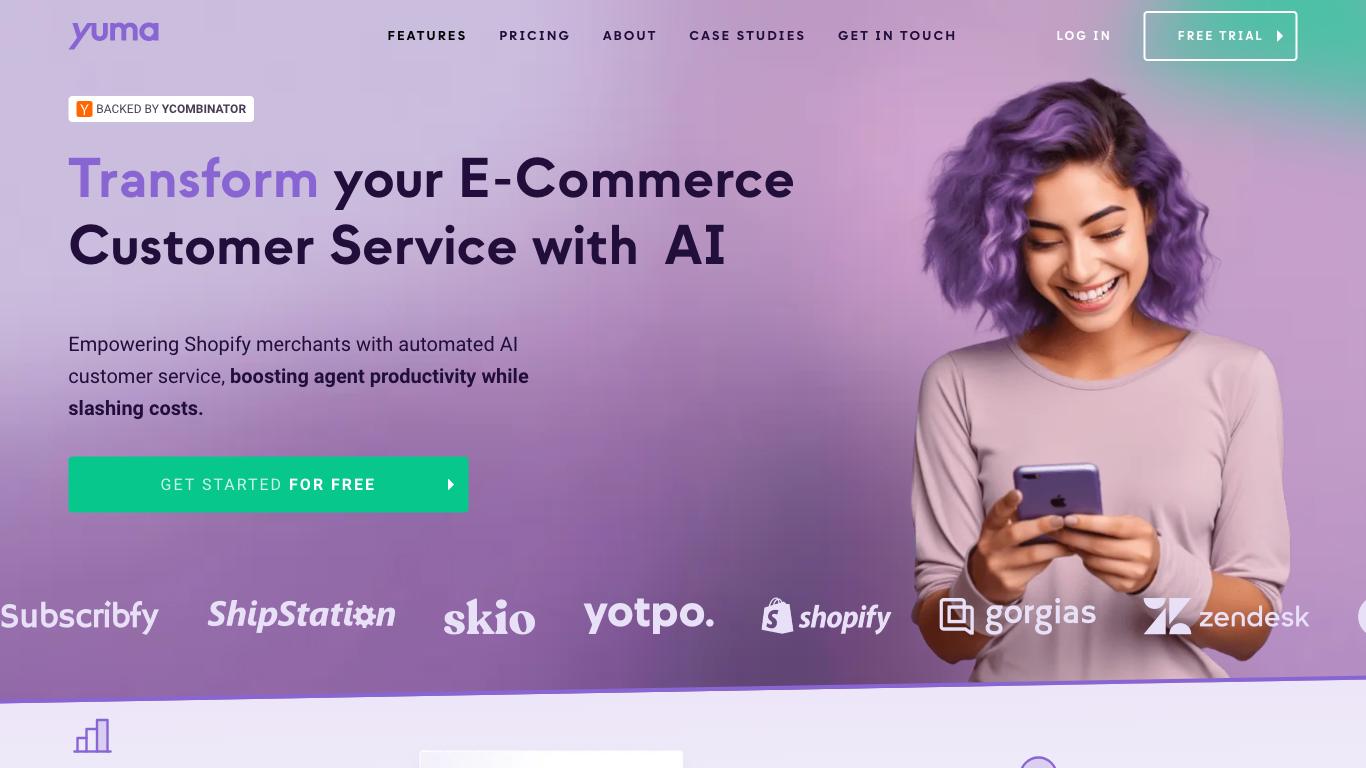 yuma
FEATURES
PRICING
ABOUT
CASE STUDIES
GET IN TOUCH
LOG IN
FREE TRIAL
Y BACKED BY YCOMBINATOR
Transform your E-Commerce
Customer Service with AI
Empowering Shopify merchants with automated AI
customer service, boosting agent productivity while
slashing costs.
GET STARTED FOR FREE
Subscribfy
ShipStation
skio
yotpo.
shopify
gorgias
zendesk